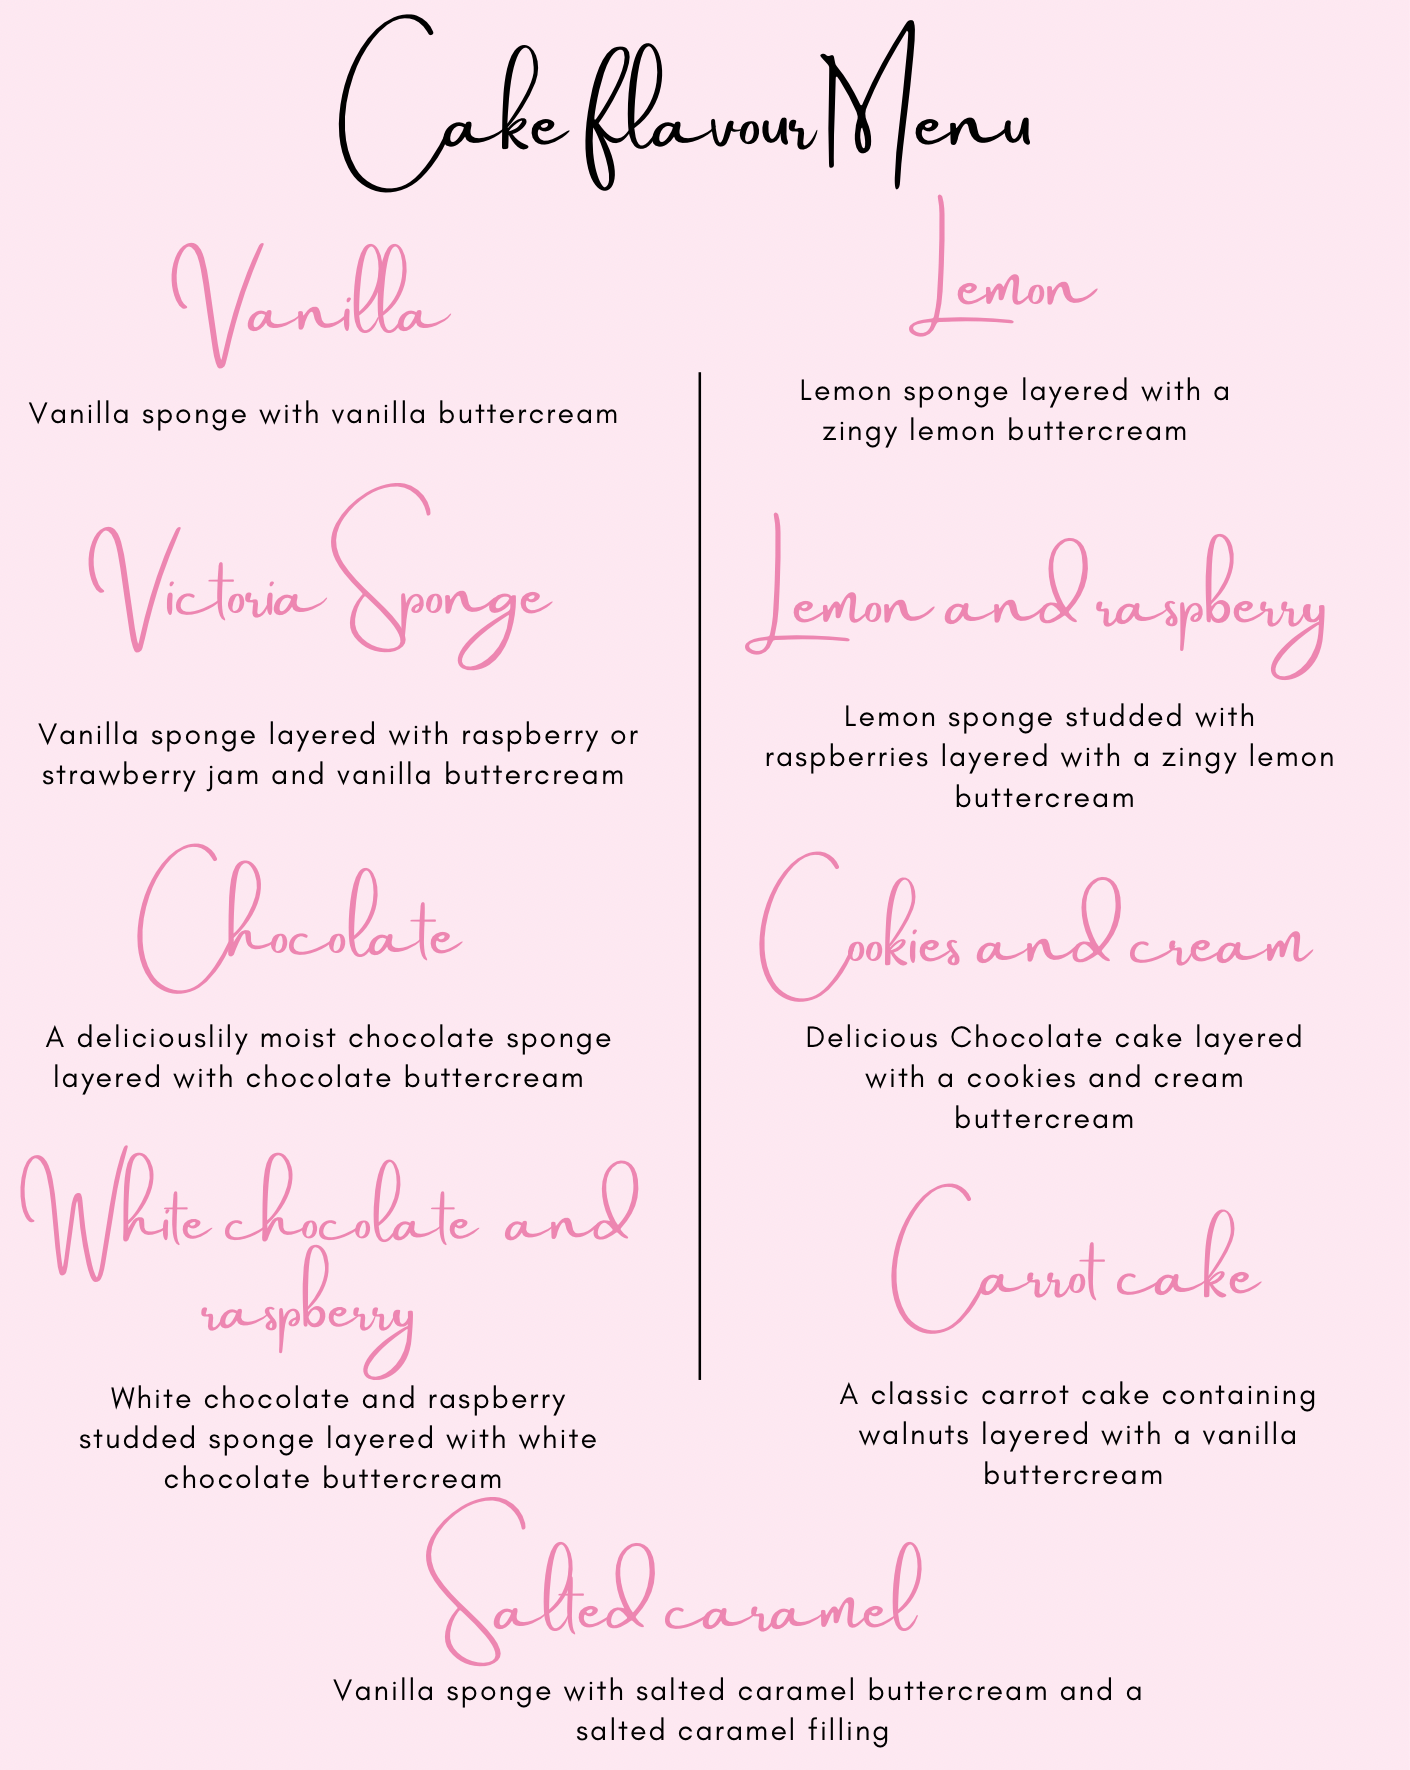 Cake flavour Menu
Vanilla
Vanilla sponge with vanilla buttercream
Victoria Sponge
Vanilla sponge layered with raspberry or
strawberry jam and vanilla buttercream
Chocolate
A deliciouslily moist chocolate sponge
layered with chocolate buttercream
White chocolate and
raspberry
White chocolate and raspberry
studded sponge layered with white
chocolate buttercream
Lemon
Lemon sponge layered with a
zingy lemon buttercream
Lemon and raspberry
Lemon sponge studded with
raspberries layered with a zingy lemon
buttercream
Cookies and cream
Delicious Chocolate cake layered
with a cookies and cream
buttercream
Carrot cake
A classic carrot cake containing
walnuts layered with a vanilla
buttercream
Salted caramel
Vanilla sponge with salted caramel buttercream and a
salted caramel filling